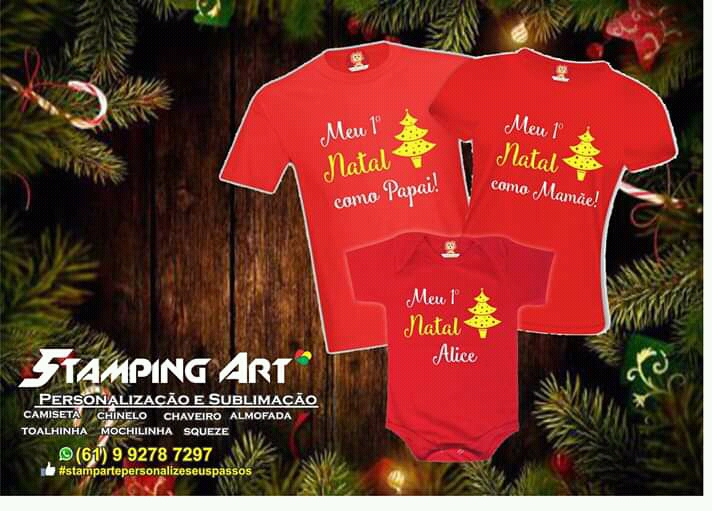 Meu 1º
Natal
como Papai!
Meu 1º
Natal
como Mamãe!
Meu 1º
Natal
Alice
STAMPING ART
PERSONALIZAÇÃO E SUBLIMAÇÃO
CAMISETA CHINELO CHAVEIRO ALMOFADA
TOALHINHA MOCHILINHA SQUEZE
(61) 9 9278 7297
#stampartepersonalizeseuspassos